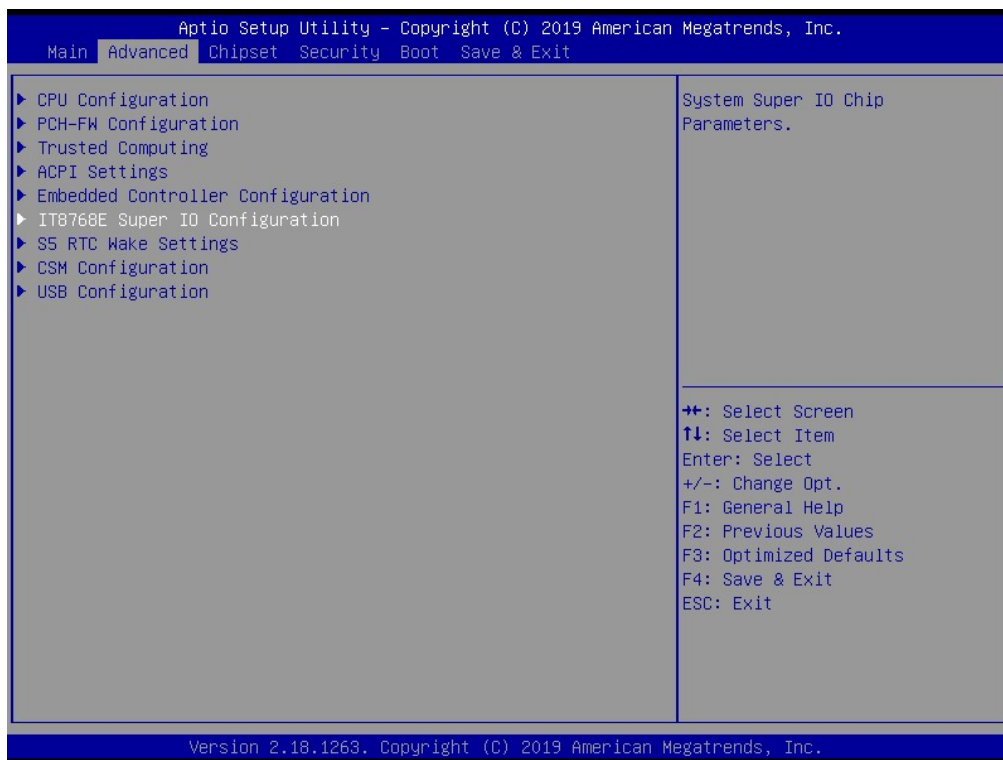 Aptio Setup Utility – Copyright (C) 2019 American Megatrends, Inc.
Main Advanced Chipset Security Boot Save & Exit
▶ CPU Configuration
▶ PCH-FW Configuration
▶ Trusted Computing
▶ ACPI Settings
▶ Embedded Controller Configuration
▶ IT8768E Super IO Configuration
▶ S5 RTC Wake Settings
▶ CSM Configuration
▶ USB Configuration
System Super IO Chip
Parameters.
→←: Select Screen
↑↓: Select Item
Enter: Select
+/-: Change Opt.
F1: General Help
F2: Previous Values
F3: Optimized Defaults
F4: Save & Exit
ESC: Exit
Version 2.18.1263. Copyright (C) 2019 American Megatrends, Inc.